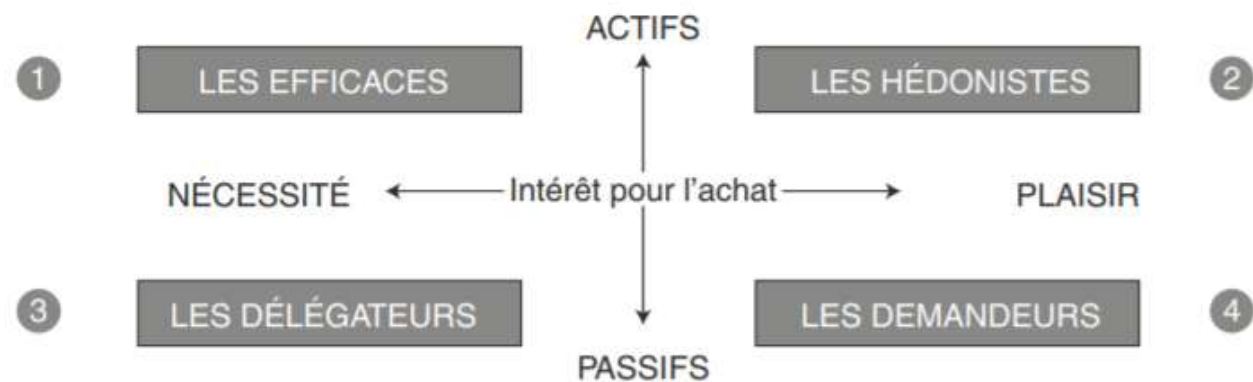 ACTIFS
1 LES EFFICACES LES HÉDONISTES 2
NÉCESSITÉ Intérêt pour l'achat PLAISIR
3 LES DÉLÉGATEURS LES DEMANDEURS 4
PASSIFS